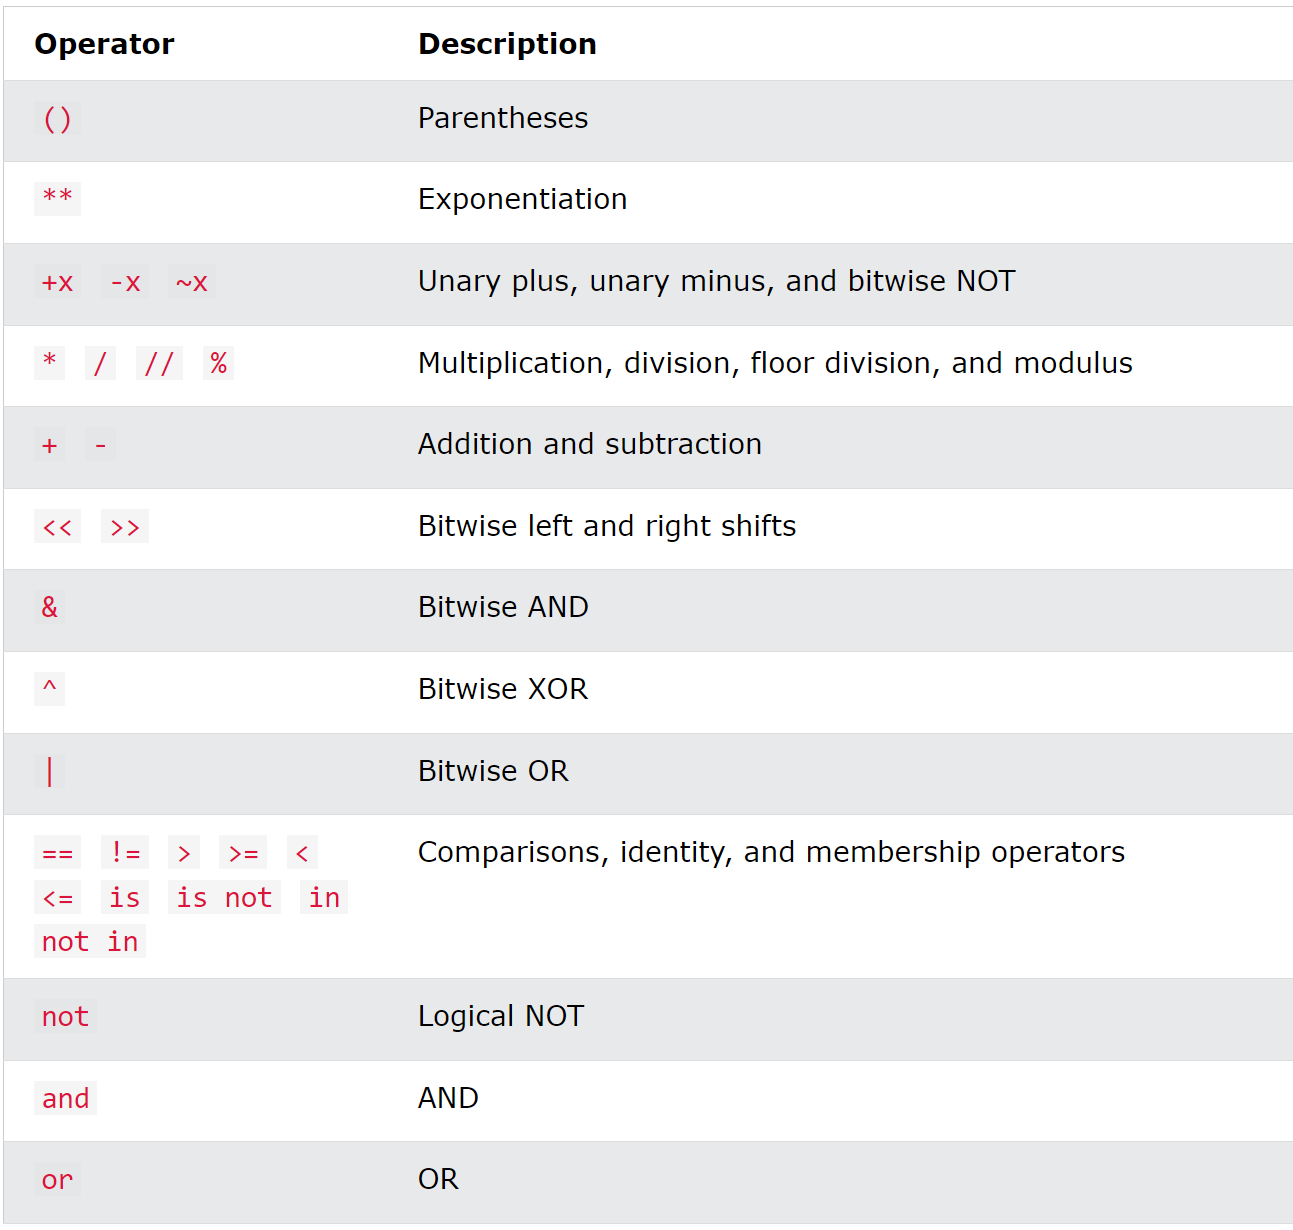 Operator Description
() Parentheses
** Exponentiation
+x -x ~x Unary plus, unary minus, and bitwise NOT
* / // % Multiplication, division, floor division, and modulus
+ - Addition and subtraction
<< >> Bitwise left and right shifts
& Bitwise AND
^ Bitwise XOR
| Bitwise OR
== != > >= < Comparisons, identity, and membership operators
<= is is not in
not in
not Logical NOT
and AND
or OR